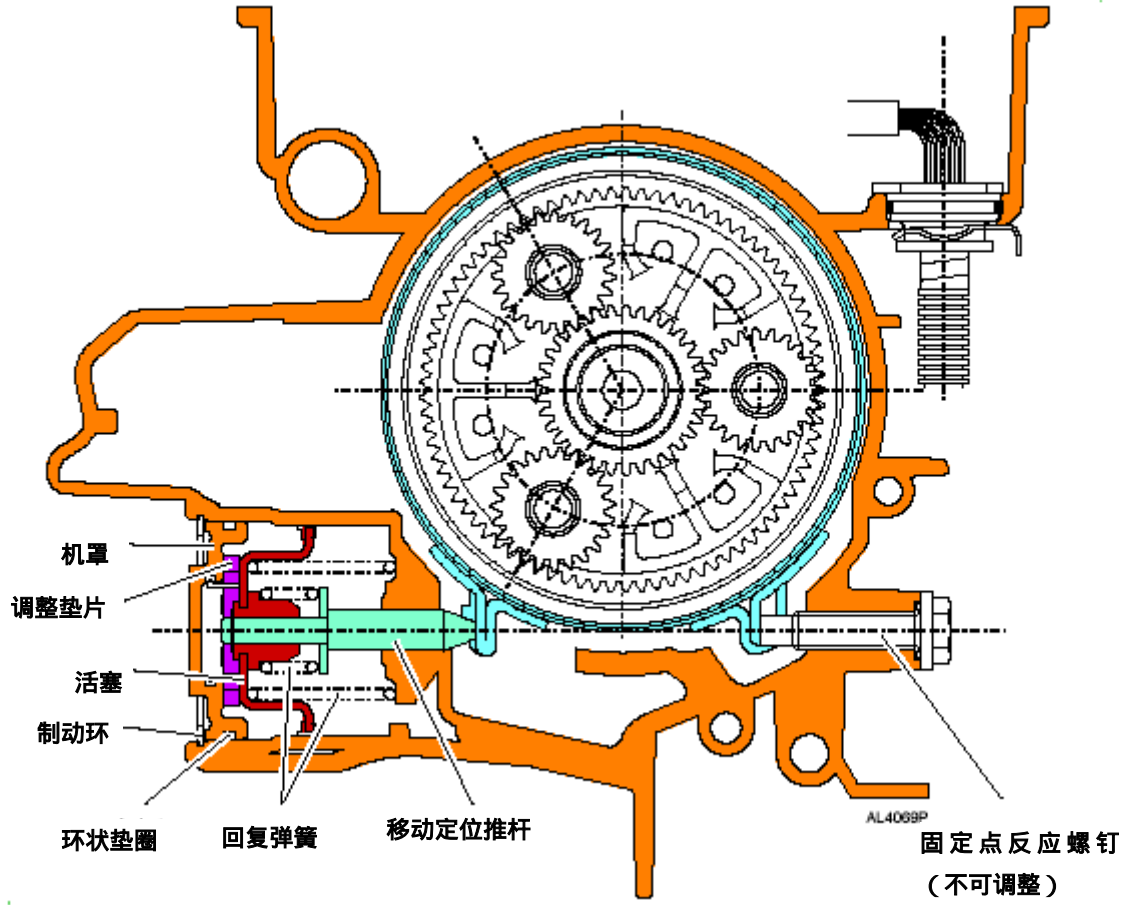 机罩
调整垫片
活塞
制动环
环状垫圈
回复弹簧
移动定位推杆
AL4069P
固定点反应螺钉
（不可调整）